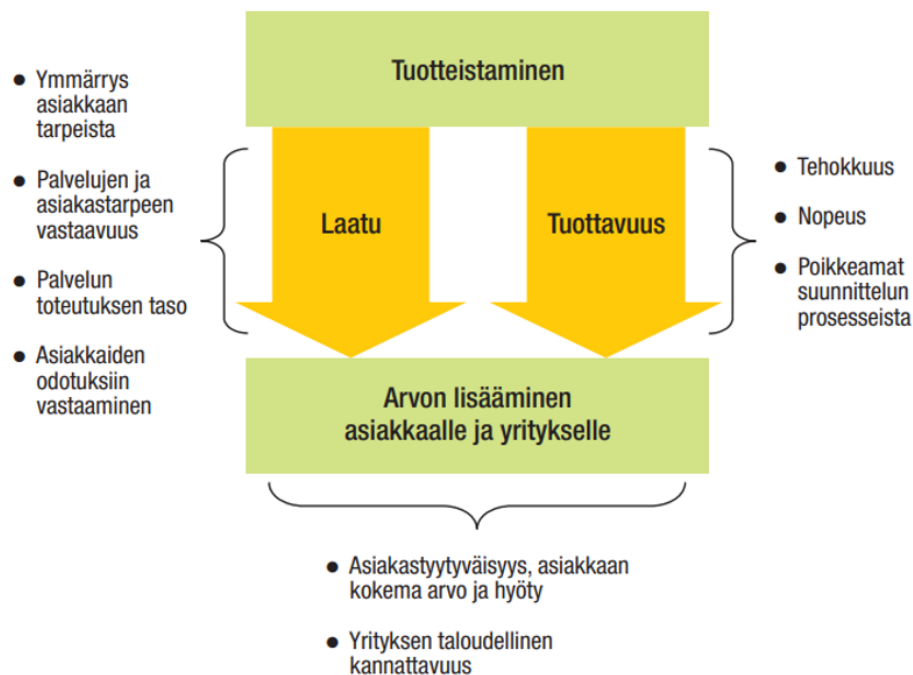 Tuotteistaminen
● Ymmärrys
asiakkaan
tarpeista
● Palvelujen ja
asiakastarpeen
vastaavuus
● Palvelun
toteutuksen taso
● Asiakkaiden
odotuksiin
vastaaminen
Laatu
Tuottavuus
● Tehokkuus
● Nopeus
● Poikkeamat
suunnittelun
prosesseista
Arvon lisääminen
asiakkaalle ja yritykselle
● Asiakastyytyväisyys, asiakkaan
kokema arvo ja hyöty
● Yrityksen taloudellinen
kannattavuus